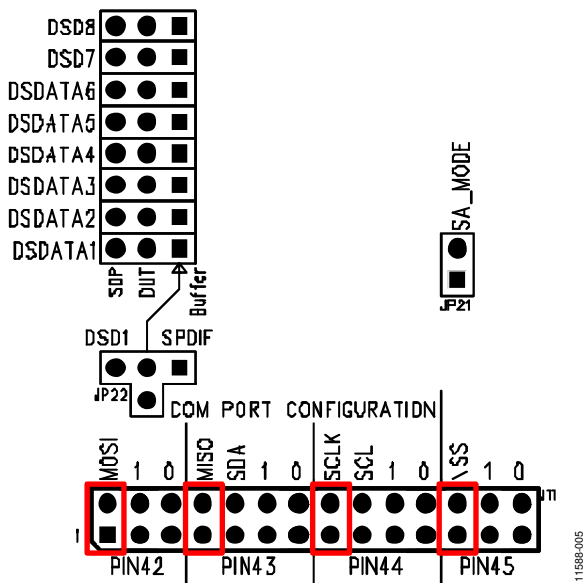 DSD8
DSD7
DSDATA6
DSDATA5
DSDATA4
DSDATA3
DSDATA2
DSDATA1
SDP DUT Buffer
SA_MODE
JP21
DSD1 SPDIF
JP22
COM PORT CONFIGURATION
MOSI 1 0 MISO SDA 1 0 SCLK SCL 1 0 \SS 1 0
J11
1
PIN42 PIN43 PIN44 PIN45
11588-005